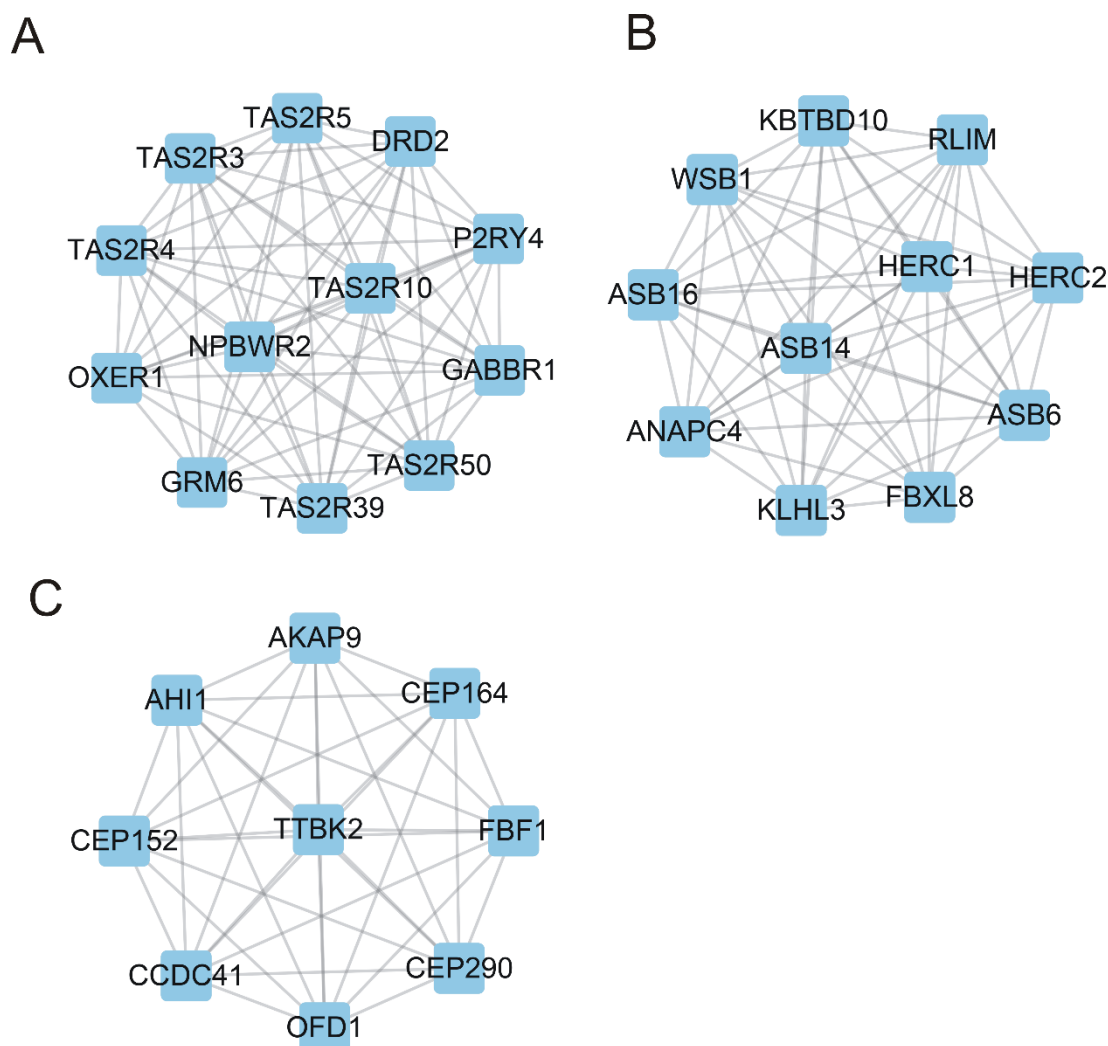 A
TAS2R5
DRD2
TAS2R3
P2RY4
TAS2R4
TAS2R10
NPBWR2
GABBR1
OXER1
TAS2R50
GRM6
TAS2R39
B
KBTBD10
RLIM
WSB1
HERC1
HERC2
ASB16
ASB14
ASB6
ANAPC4
FBXL8
KLHL3
C
AKAP9
CEP164
AHI1
TTBK2
FBF1
CEP152
CEP290
CCDC41
OFD1